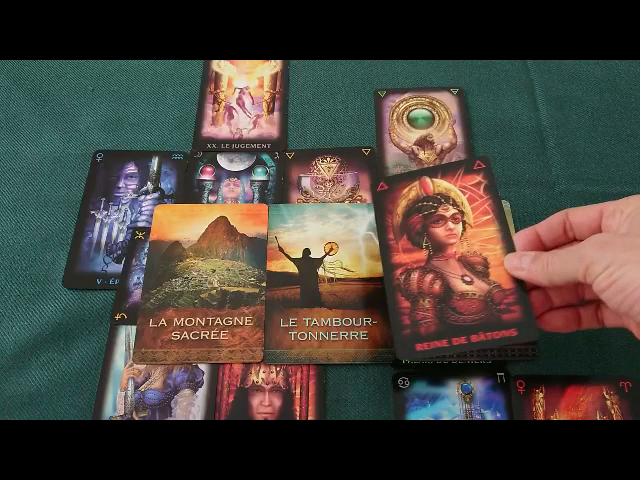 XX. LE JUGEMENT
LA MONTAGNE
SACRÉE
LE TAMBOUR-
TONNERRE
REINE DE BÂTONS